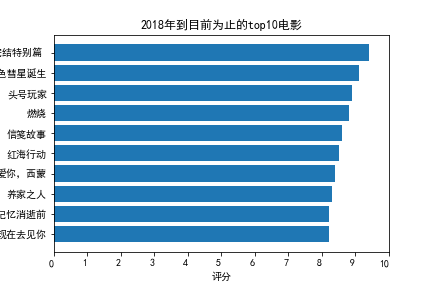 2018年到目前为止的top10电影
结特别篇
色彗星诞生
头号玩家
燃烧
信笺故事
红海行动
爱你，西蒙
养家之人
记忆消逝前
现在去见你
0 1 2 3 4 5 6 7 8 9 10
评分